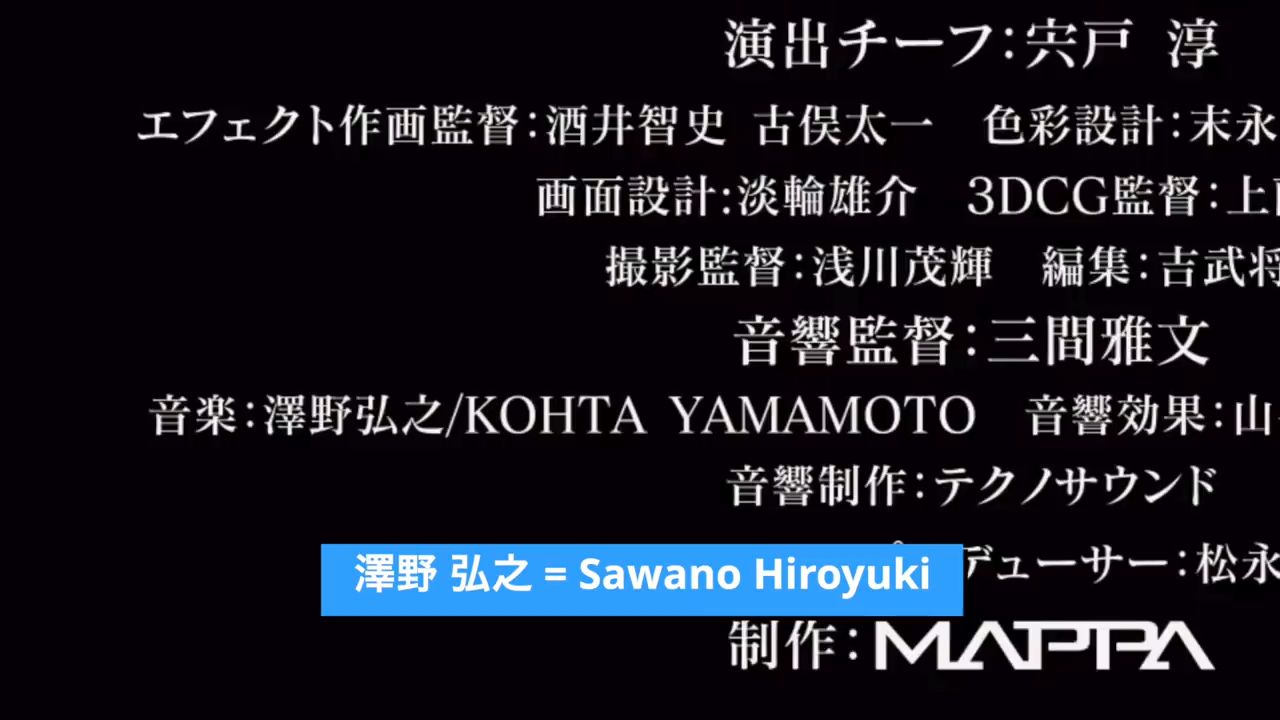 演出チーフ：宍戸 淳
エフェクト作画監督：酒井智史 古俣太一 色彩設計：末永
画面設計：淡輪雄介 3DCG監督：上
撮影監督：浅川茂輝 編集：吉武将
音響監督：三間雅文
音楽：澤野弘之/KOHTA YAMAMOTO 音響効果：山
音響制作：テクノサウンド
デューサー：松永
澤野 弘之 = Sawano Hiroyuki
制作：MAPPA